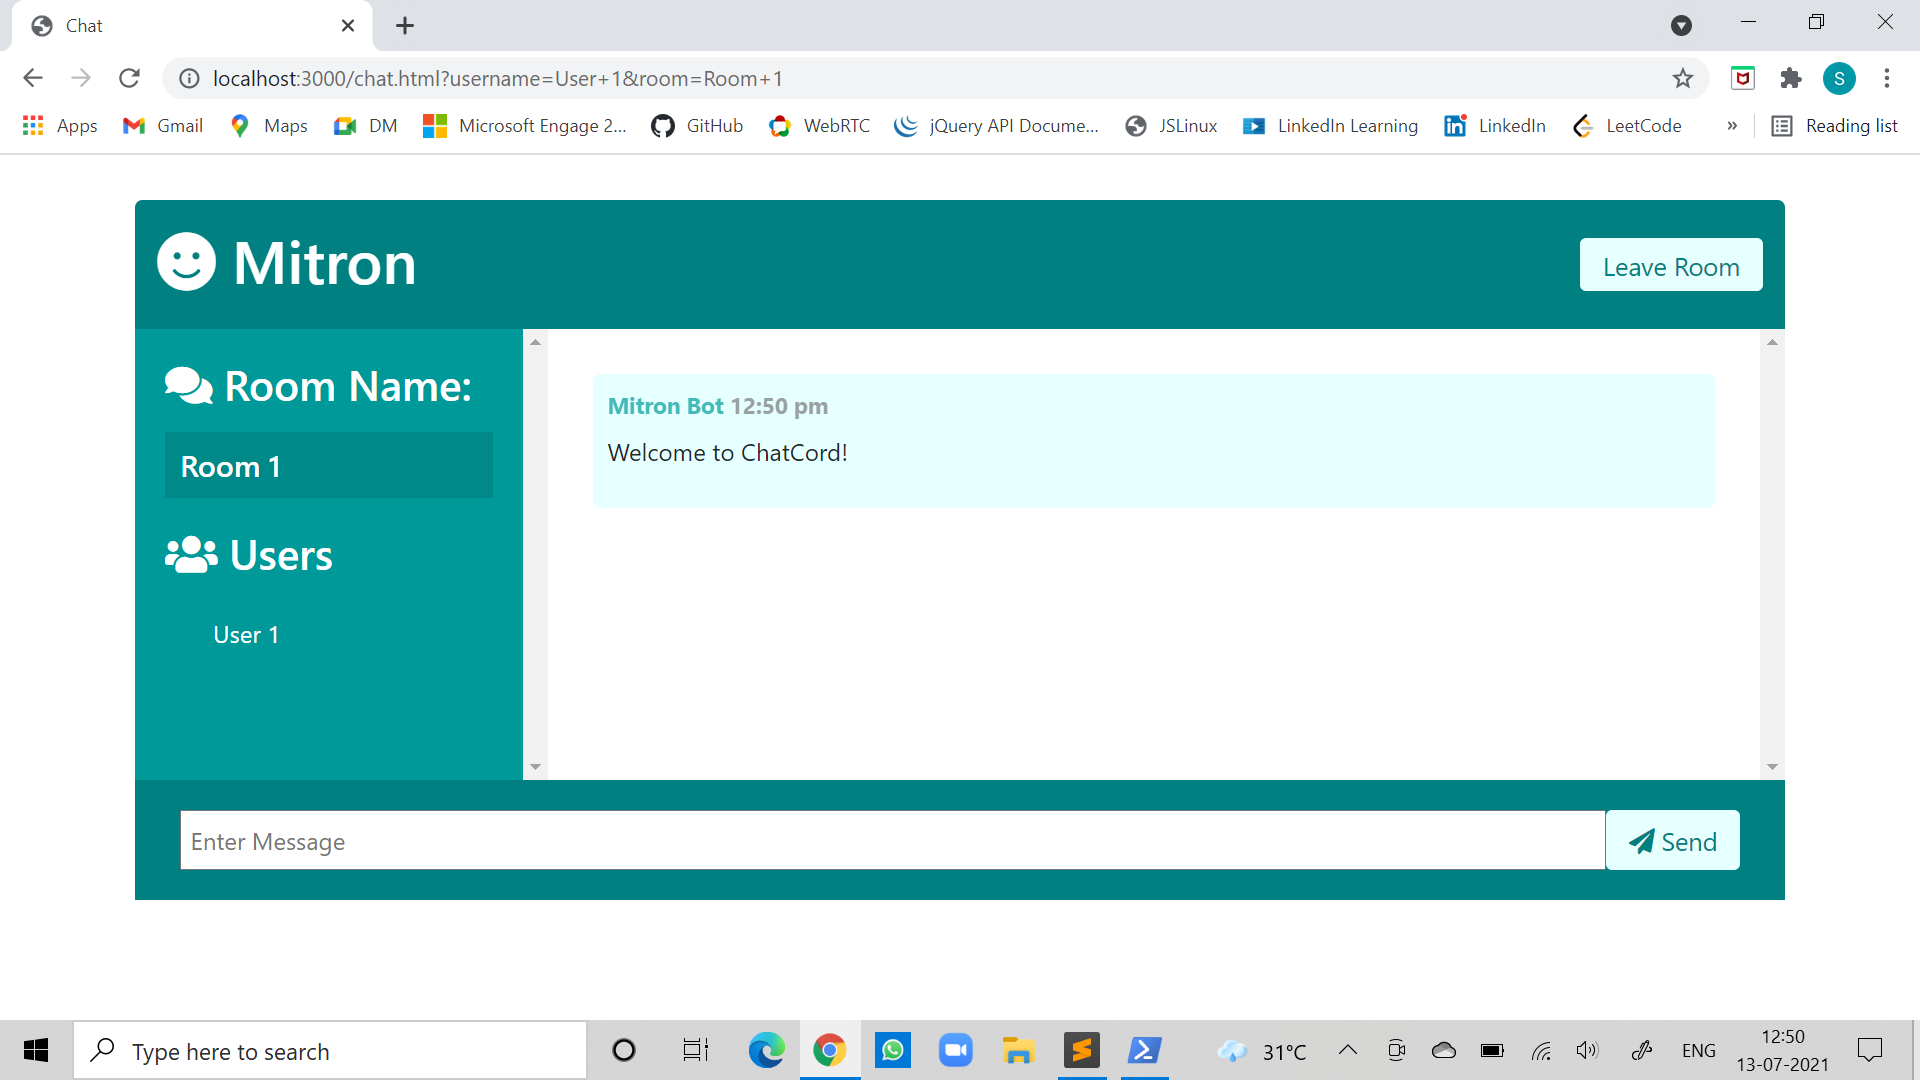 Chat
localhost:3000/chat.html?username=User+1&room=Room+1
S
Apps Gmail Maps DM Microsoft Engage 2... GitHub WebRTC jQuery API Docume... JSLinux LinkedIn Learning LinkedIn LeetCode » Reading list
Mitron
Leave Room
Room Name:
Room 1
Users
User 1
Mitron Bot 12:50 pm
Welcome to ChatCord!
Enter Message
Send
Type here to search
31°C
ENG
12:50
13-07-2021